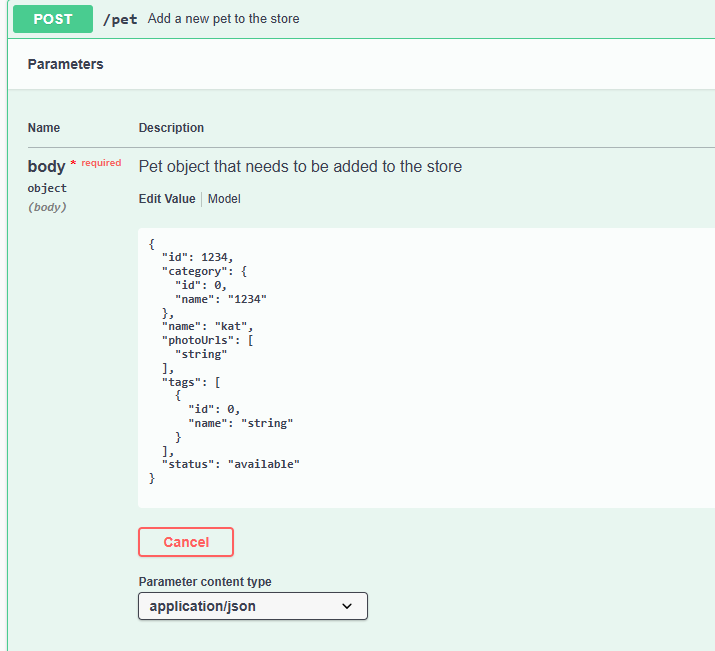 POST /pet Add a new pet to the store
Parameters
Name Description
body * required Pet object that needs to be added to the store
object
(body)
Edit Value Model
{
  "id": 1234,
  "category": {
    "id": 0,
    "name": "1234"
  },
  "name": "kat",
  "photoUrls": [
    "string"
  ],
  "tags": [
    {
      "id": 0,
      "name": "string"
    }
  ],
  "status": "available"
}
Cancel
Parameter content type
application/json